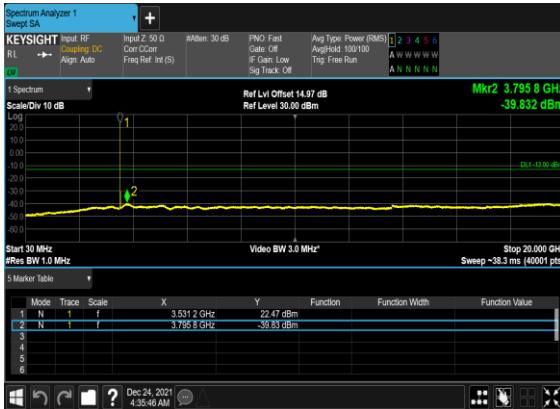 Spectrum Analyzer 1
Swept SA
+
KEYSIGHT
RL
Input: RF
Coupling: DC
Align: Auto
Input Z: 50 Ω
Corr CCorr
Freq Ref: Int (S)
#Atten: 30 dB
PNO: Fast
Gate: Off
IF Gain: Low
Sig Track: Off
Avg Type: Power (RMS)
Avg|Hold: 100/100
Trig: Free Run
1 2 3 4 5 6
A W W W W W
A N N N N N
1 Spectrum
Scale/Div 10 dB
Ref Lvl Offset 14.97 dB
Ref Level 30.00 dBm
Mkr2 3.795 8 GHz
-39.832 dBm
Log
20.0
10.0
0.00
-10.0
-20.0
-30.0
-40.0
-50.0
-60.0
1
2
DL1 -13.00 dBm
Start 30 MHz
#Res BW 1.0 MHz
Video BW 3.0 MHz*
Stop 20.000 GHz
Sweep ~38.3 ms (40001 pts)
5 Marker Table
Mode Trace Scale X Y Function Function Width Function Value
1 N 1 f 3.531 2 GHz 22.47 dBm
2 N 1 f 3.795 8 GHz -39.83 dBm
3
4
5
6
?
Dec 24, 2021
4:35:46 AM